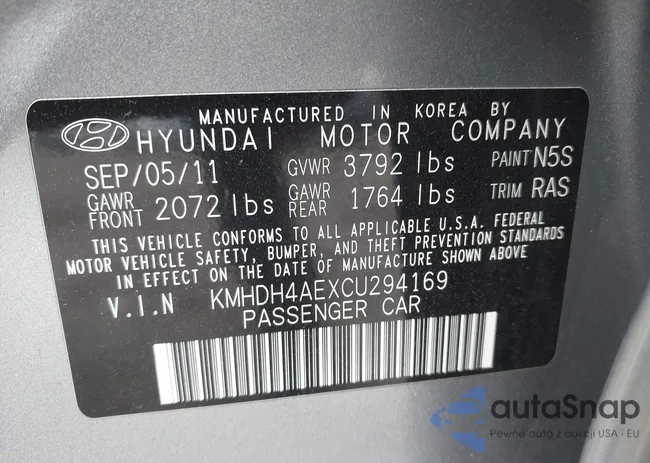 MANUFACTURED IN KOREA BY
HYUNDAI MOTOR COMPANY
SEP/05/11 GVWR 3792 lbs PAINT N5S
GAWR FRONT 2072 lbs GAWR REAR 1764 lbs TRIM RAS
THIS VEHICLE CONFORMS TO ALL APPLICABLE U.S.A. FEDERAL
MOTOR VEHICLE SAFETY, BUMPER, AND THEFT PREVENTION STANDARDS
IN EFFECT ON THE DATE OF MANUFACTURE SHOWN ABOVE.
V.I.N KMHDH4AEXCU294169
PASSENGER CAR
autaSnap
Pewne auta z aukcji USA i EU